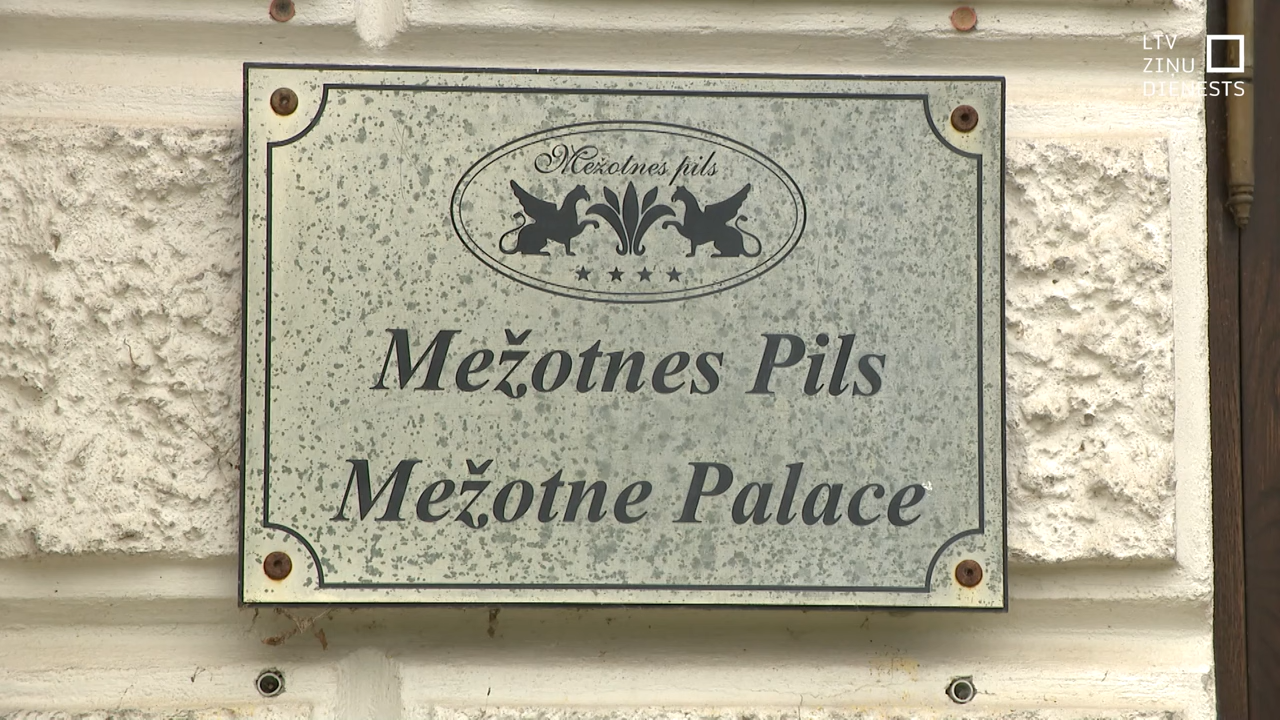 LTV
ZIŅU
DIENESTS
Mežotnes pils
Mežotnes Pils
Mežotne Palace